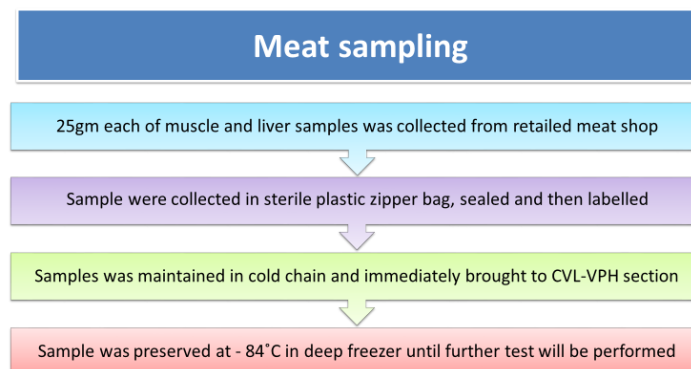 Meat sampling
25gm each of muscle and liver samples was collected from retailed meat shop
Sample were collected in sterile plastic zipper bag, sealed and then labelled
Samples was maintained in cold chain and immediately brought to CVL-VPH section
Sample was preserved at - 84˚C in deep freezer until further test will be performed